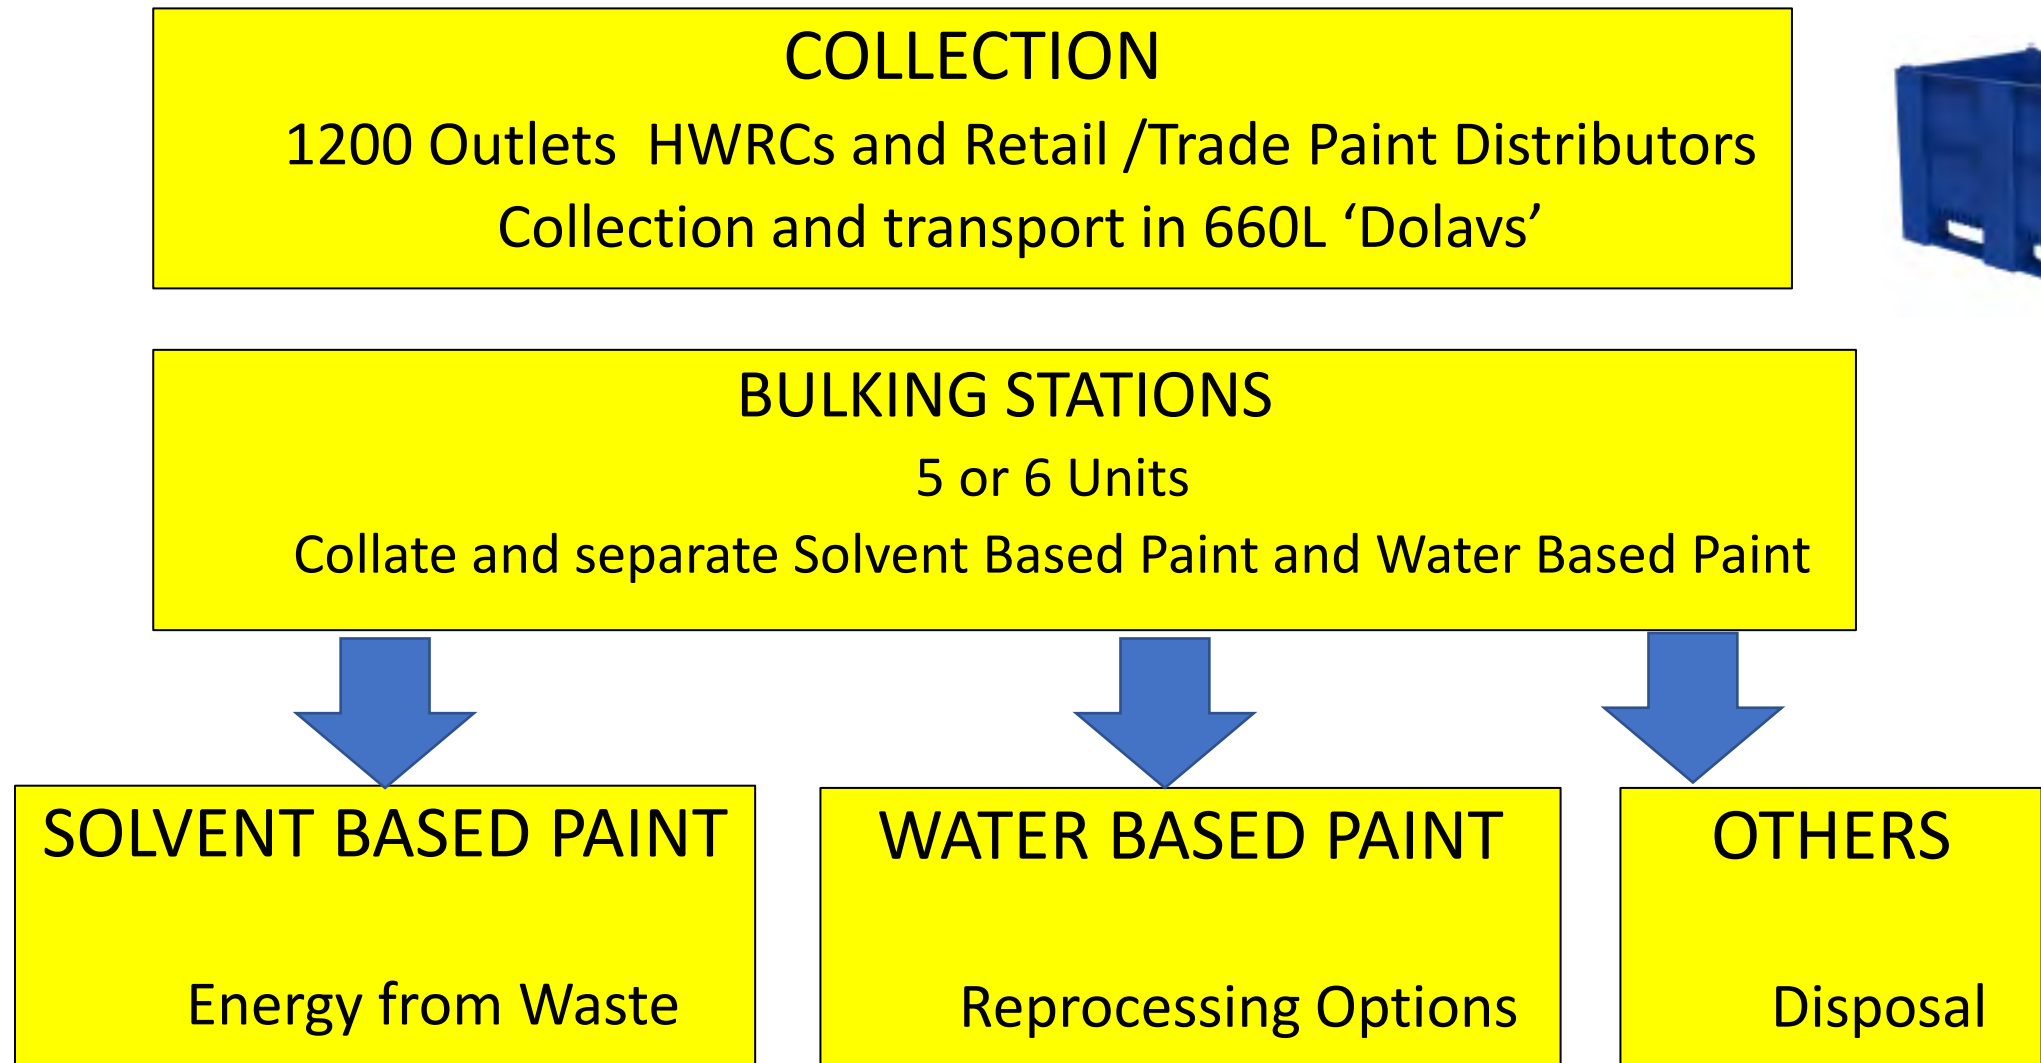 COLLECTION
1200 Outlets  HWRCs and Retail /Trade Paint Distributors
Collection and transport in 660L ‘Dolavs’
BULKING STATIONS
5 or 6 Units
Collate and separate Solvent Based Paint and Water Based Paint
SOLVENT BASED PAINT
Energy from Waste
WATER BASED PAINT
Reprocessing Options
OTHERS
Disposal